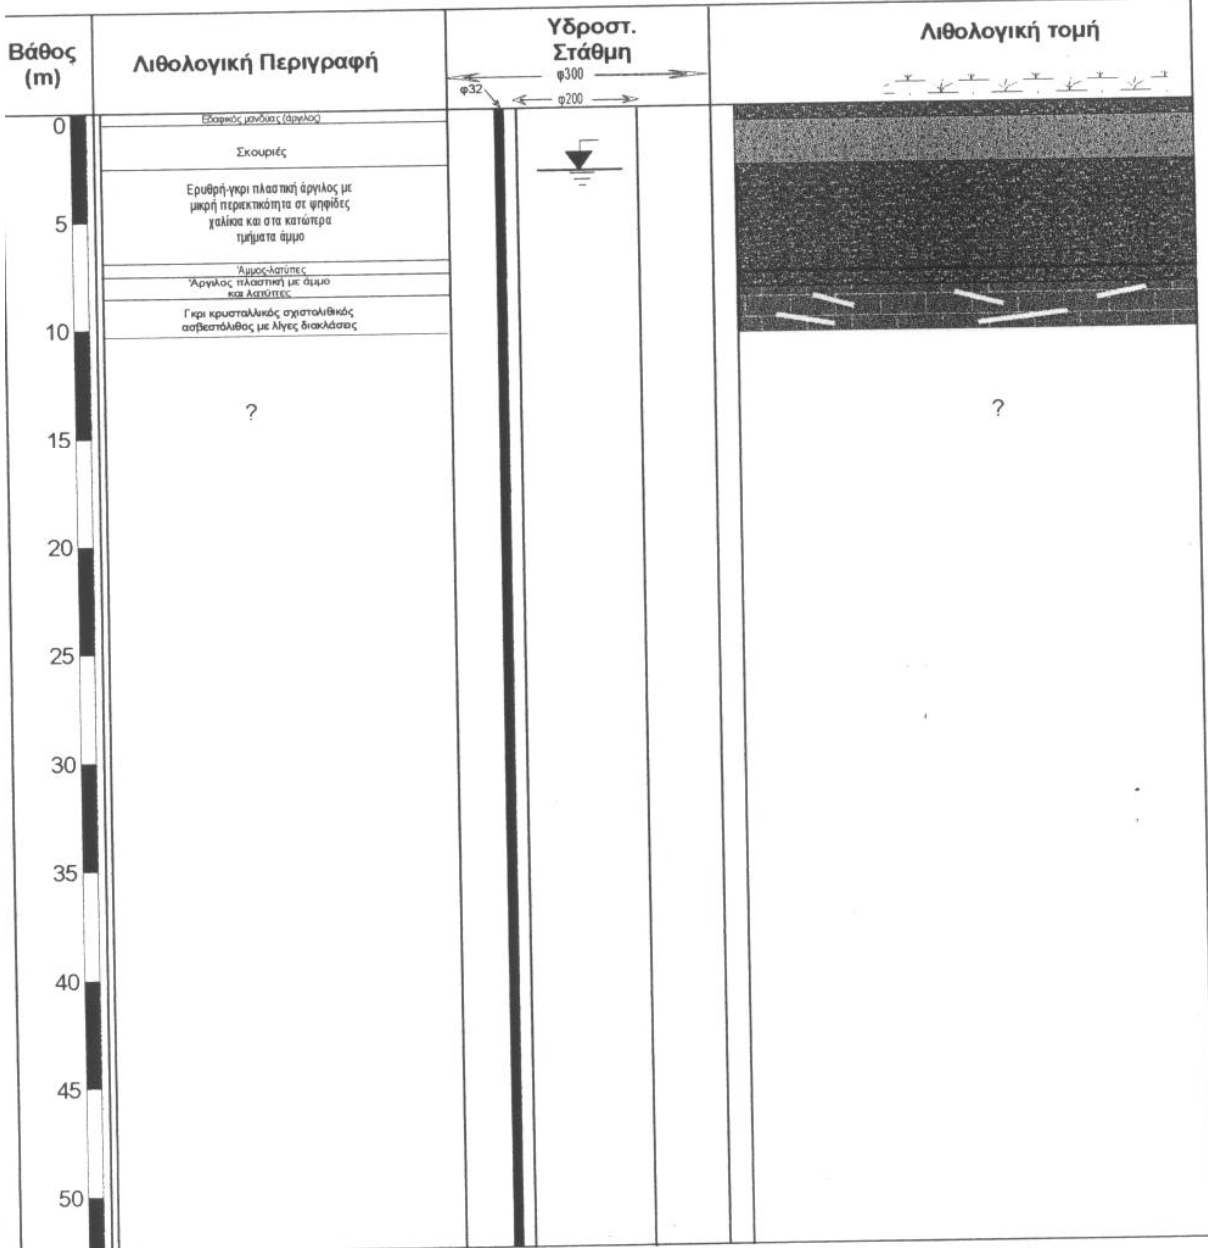 Βάθος
(m)
Λιθολογική Περιγραφή
Υδροστ.
Στάθμη
φ300
φ32
φ200
Λιθολογική τομή
0
Εδαφικός μανδύας (άργιλος)
Σκουριές
Ερυθρή-γκρι πλαστική άργιλος με
μικρή περιεκτικότητα σε ψηφίδες
χαλίκια και στα κατώτερα
τμήματα άμμο
5
Άμμος-λατύπες
Άργιλος πλαστική με άμμο
και λατύπες
Γκρι κρυσταλλικός σχιστολιθικός
ασβεστόλιθος με λίγες διακλάσεις
10
?
?
15
20
25
30
35
40
45
50